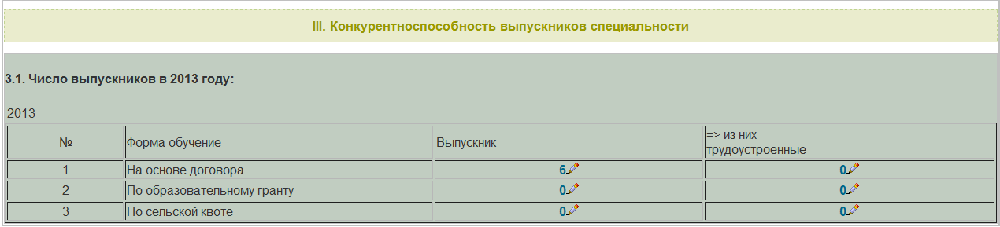 III. Конкурентноспособность выпускников специальности
3.1. Число выпускников в 2013 году:
2013
№ Форма обучение Выпускник => из них
трудоустроенные
1 На основе договора 6 0
2 По образовательному гранту 0 0
3 По сельской квоте 0 0